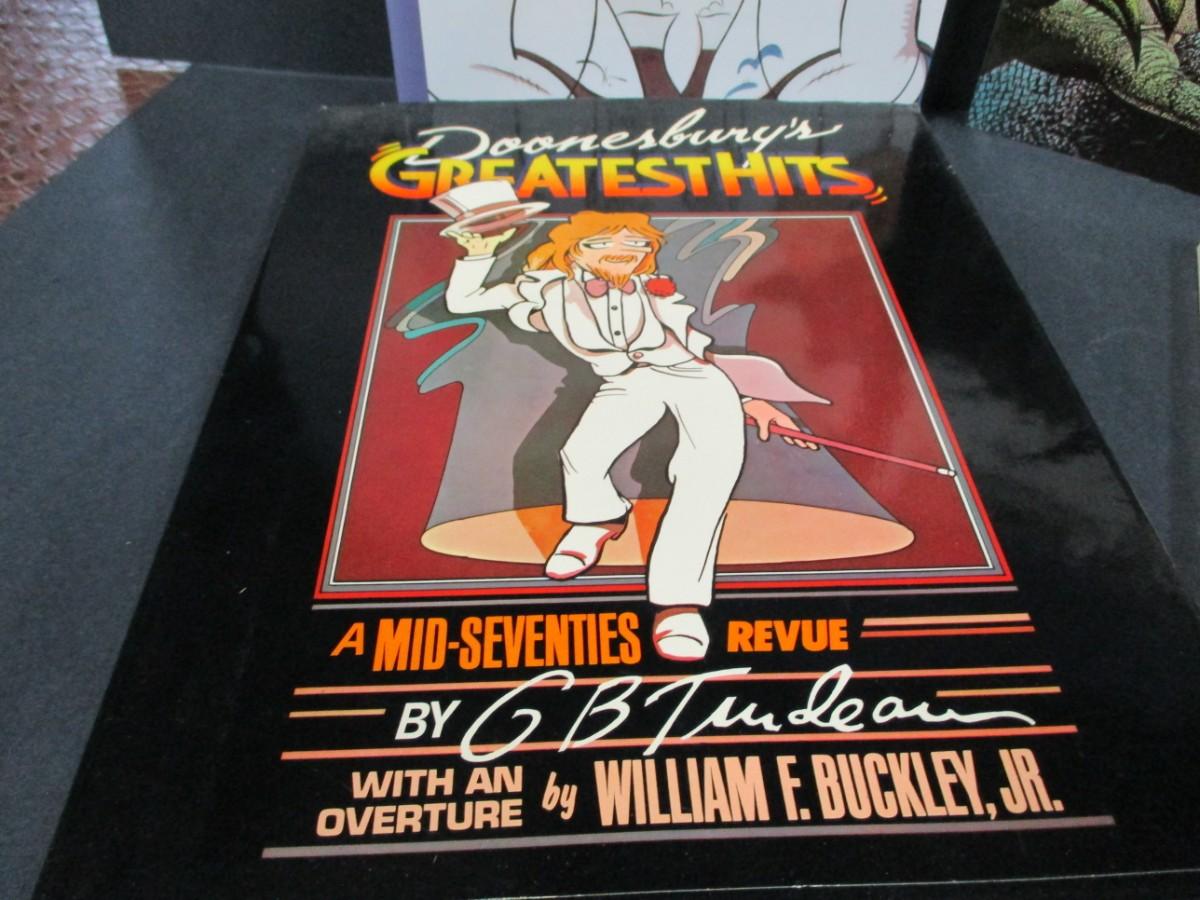 Doonesbury's
GREATEST HITS
A MID-SEVENTIES REVUE
BY G B Trudeau
WITH AN
OVERTURE by WILLIAM F. BUCKLEY, JR.